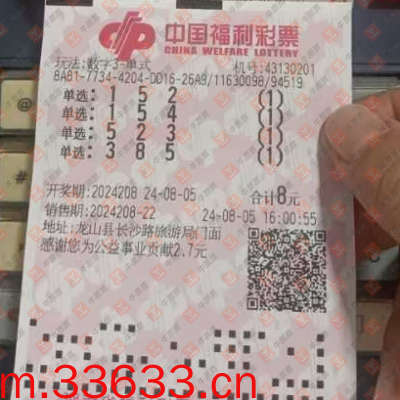 中国福利彩票
CHINA WELFARE LOTTERY
玩法:数字3-单式 机号:43130201
8A81-7734-4204-DD16-26A9/11630098/94519
单选: 1 5 2 (1)
单选: 1 5 4 (1)
单选: 5 2 3 (1)
单选: 3 8 5 (1)
开奖期:2024208 24-08-05 合计8元
销售期:2024208-22 24-08-05 16:00:55
地址:龙山县长沙路旅游局门面
感谢您为公益事业贡献2.7元
m.33633.cn